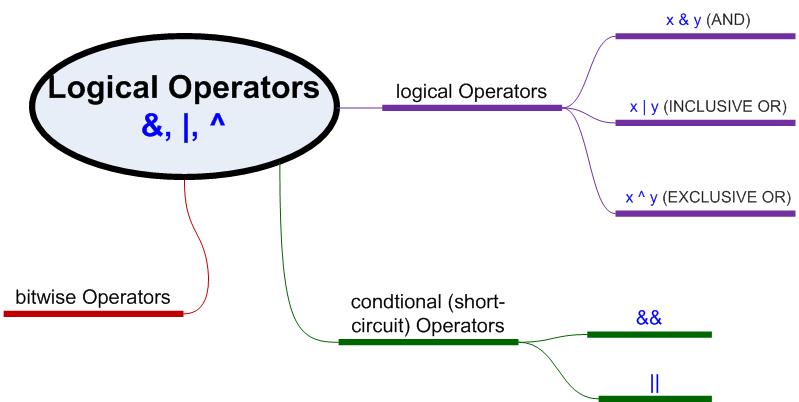 Logical Operators
&, |, ^
logical Operators
x & y (AND)
x | y (INCLUSIVE OR)
x ^ y (EXCLUSIVE OR)
bitwise Operators
condtional (short-
circuit) Operators
&&
||